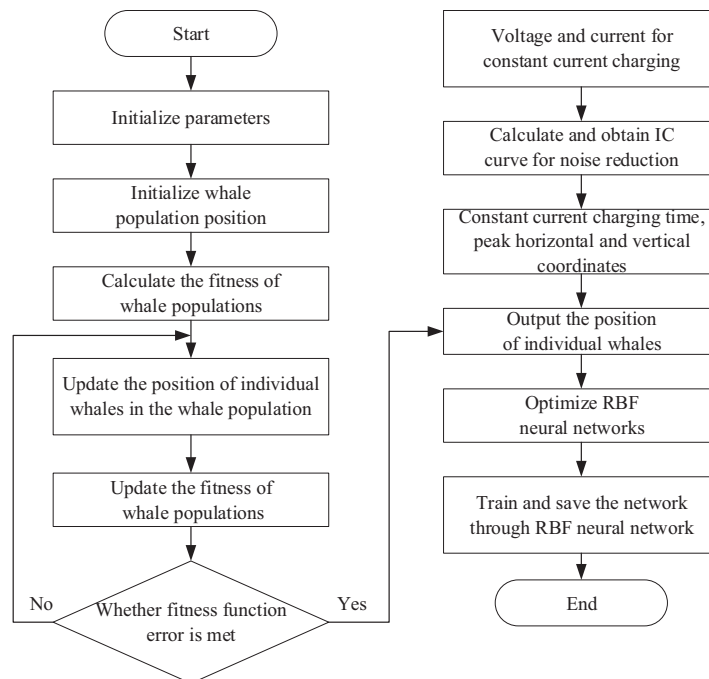 Start
Initialize parameters
Initialize whale
population position
Calculate the fitness of
whale populations
Update the position of individual
whales in the whale population
Update the fitness of
whale populations
No
Whether fitness function
error is met
Yes
Voltage and current for
constant current charging
Calculate and obtain IC
curve for noise reduction
Constant current charging time,
peak horizontal and vertical
coordinates
Output the position
of individual whales
Optimize RBF
neural networks
Train and save the network
through RBF neural network
End